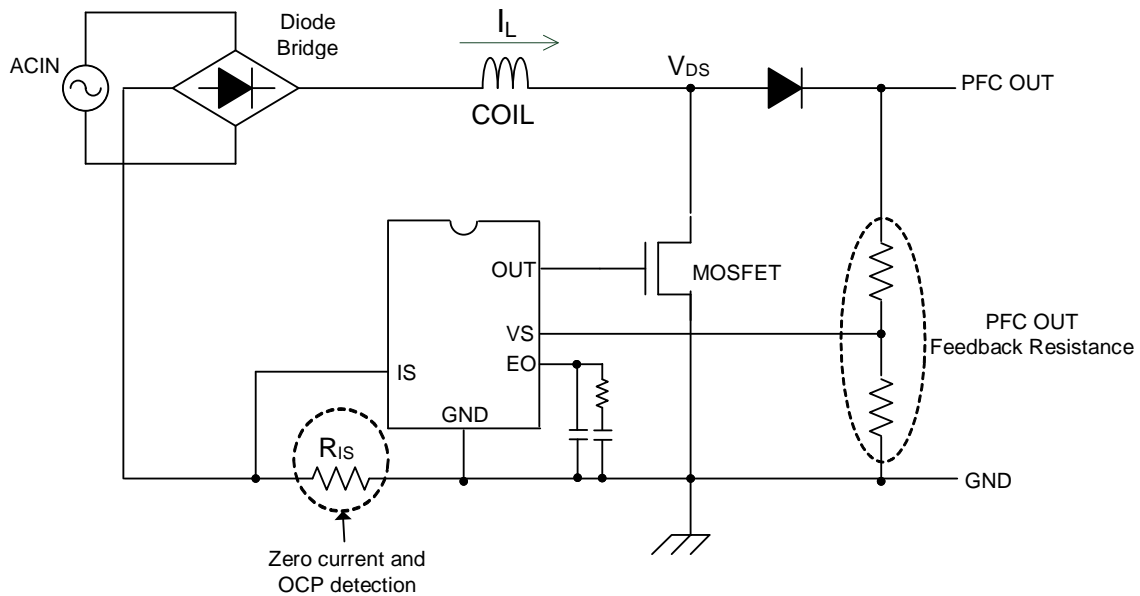 Diode
Bridge
ACIN
IL
COIL
VDS
PFC OUT
OUT
MOSFET
VS
EO
IS
GND
PFC OUT
Feedback Resistance
RIS
GND
Zero current and
OCP detection